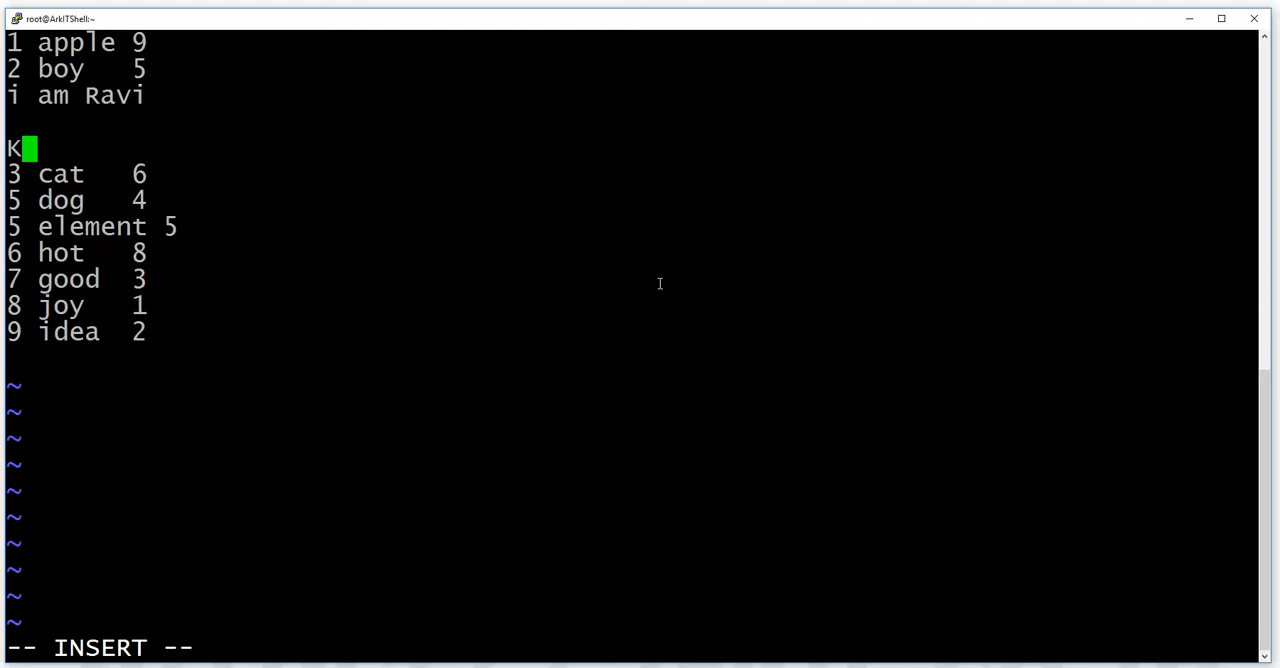 root@ArkITShell:~
1 apple 9
2 boy   5
i am Ravi
K
3 cat   6
5 dog   4
5 element 5
6 hot   8
7 good  3
8 joy   1
9 idea  2
~
~
~
~
~
~
~
~
~
~
-- INSERT --